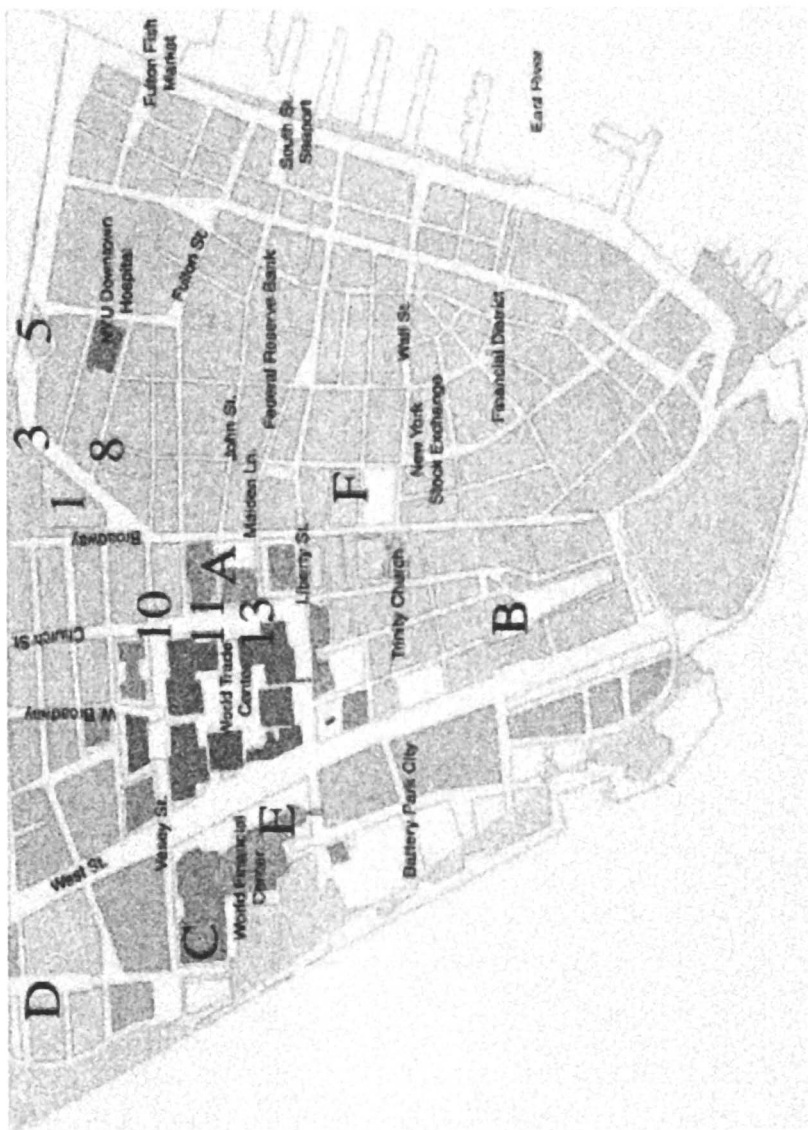 Fulton Fish
Market
South St.
Seaport
East River
NYU Downtown
Hospital
Fulton St.
5
3
8
1
John St.
Federal Reserve Bank
Wall St.
Financial District
New York
Stock Exchange
Maiden Ln.
F
Broadway
A
Liberty St.
Church St.
10
11
13
Trinity Church
B
W. Broadway
World Trade
Center
West St.
Vesey St.
E
World Financial
Center
Battery Park City
C
D